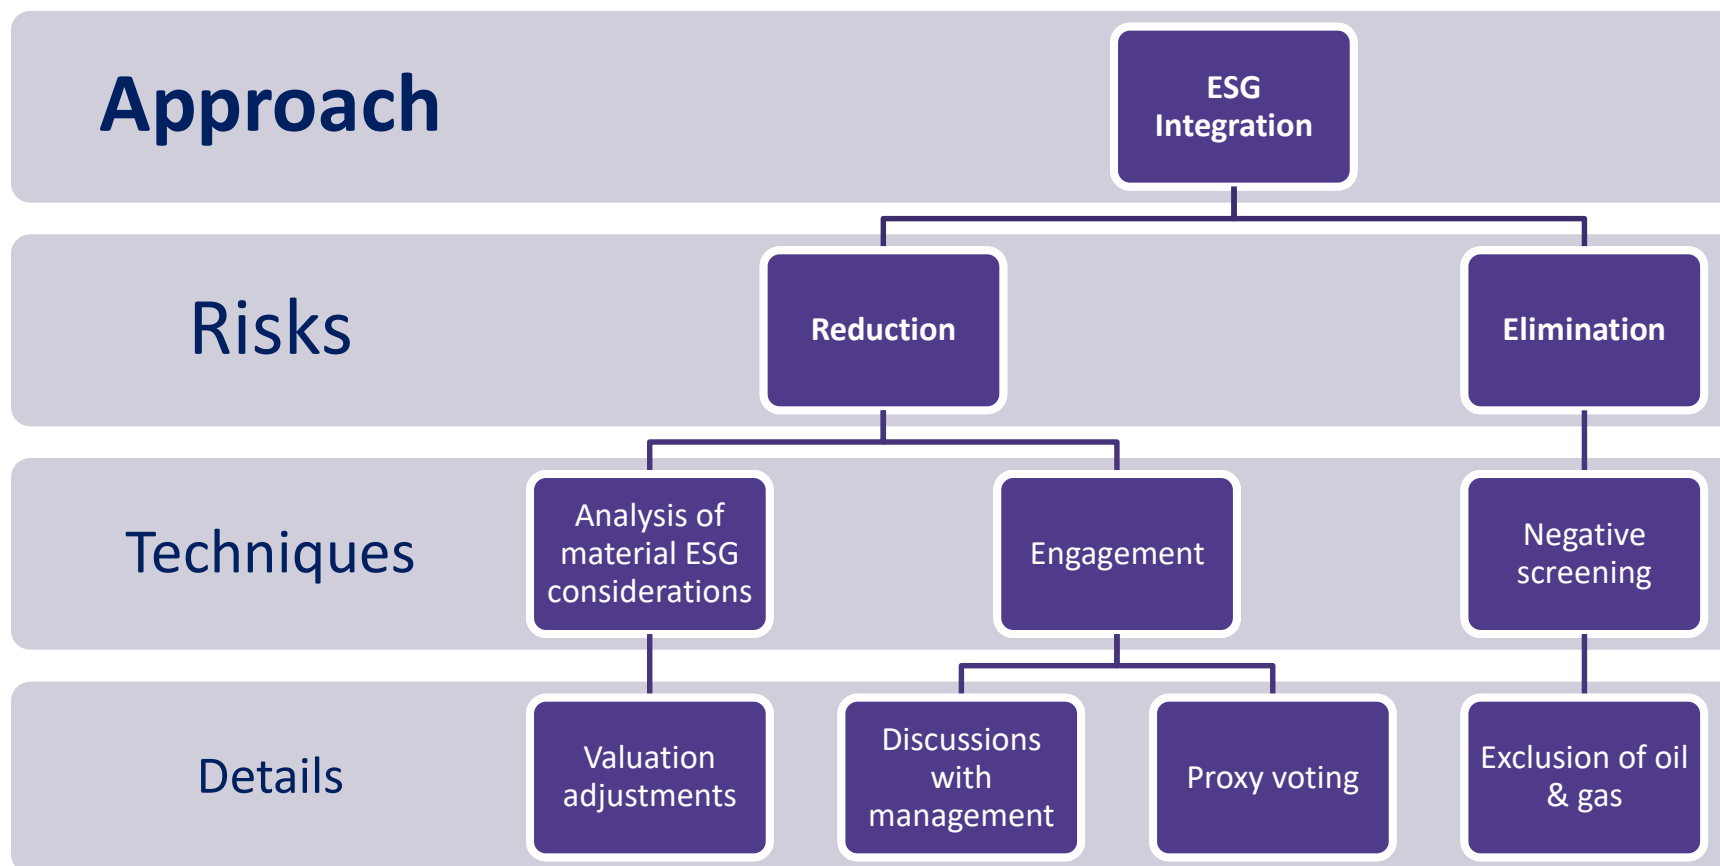 Approach
ESG
Integration
Risks
Reduction
Elimination
Techniques
Analysis of
material ESG
considerations
Engagement
Negative
screening
Details
Valuation
adjustments
Discussions
with
management
Proxy voting
Exclusion of oil
& gas